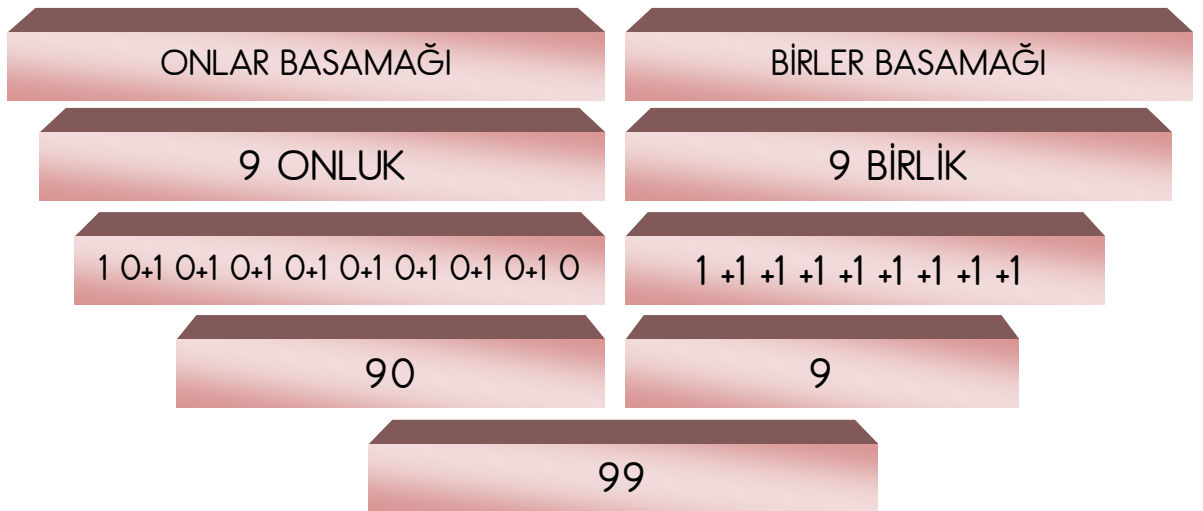 ONLAR BASAMAĞI
BİRLER BASAMAĞI
9 ONLUK
9 BİRLİK
1 0+1 0+1 0+1 0+1 0+1 0+1 0+1 0+1 0
1 +1 +1 +1 +1 +1 +1 +1 +1
90
9
99